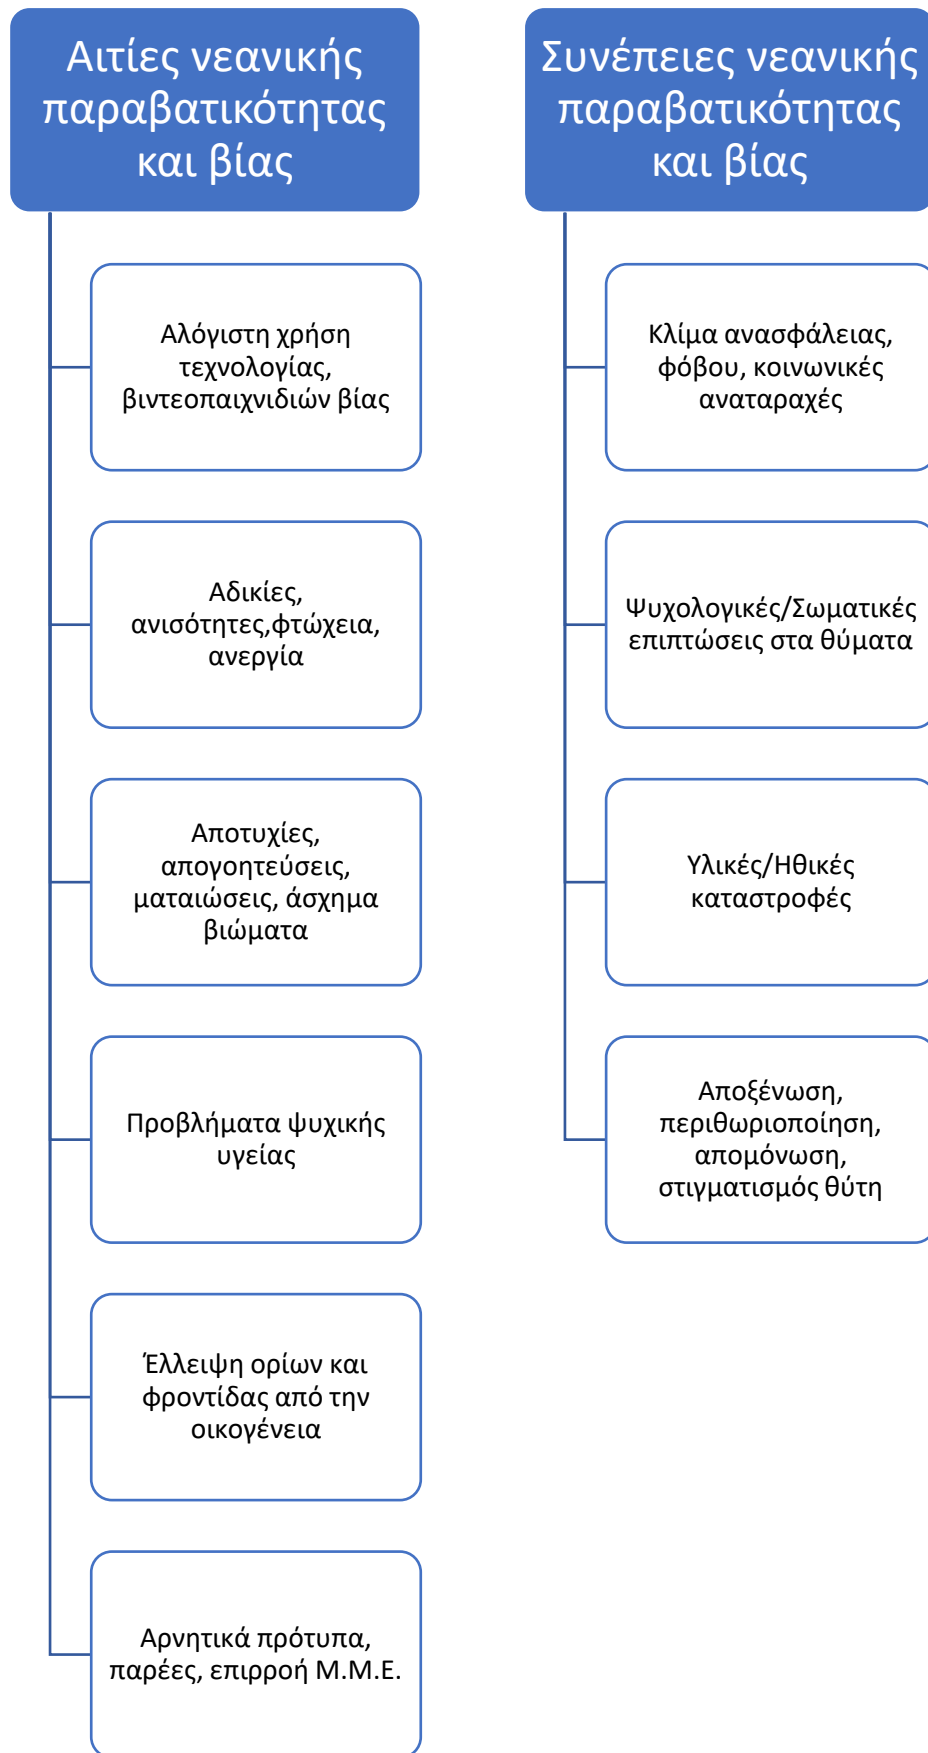 Αιτίες νεανικής
παραβατικότητας
και βίας
Αλόγιστη χρήση
τεχνολογίας,
βιντεοπαιχνιδιών βίας
Αδικίες,
ανισότητες,φτώχεια,
ανεργία
Αποτυχίες,
απογοητεύσεις,
ματαιώσεις, άσχημα
βιώματα
Προβλήματα ψυχικής
υγείας
Έλλειψη ορίων και
φροντίδας από την
οικογένεια
Αρνητικά πρότυπα,
παρέες, επιρροή Μ.Μ.Ε.
Συνέπειες νεανικής
παραβατικότητας
και βίας
Κλίμα ανασφάλειας,
φόβου, κοινωνικές
αναταραχές
Ψυχολογικές/Σωματικές
επιπτώσεις στα θύματα
Υλικές/Ηθικές
καταστροφές
Αποξένωση,
περιθωριοποίηση,
απομόνωση,
στιγματισμός θύτη